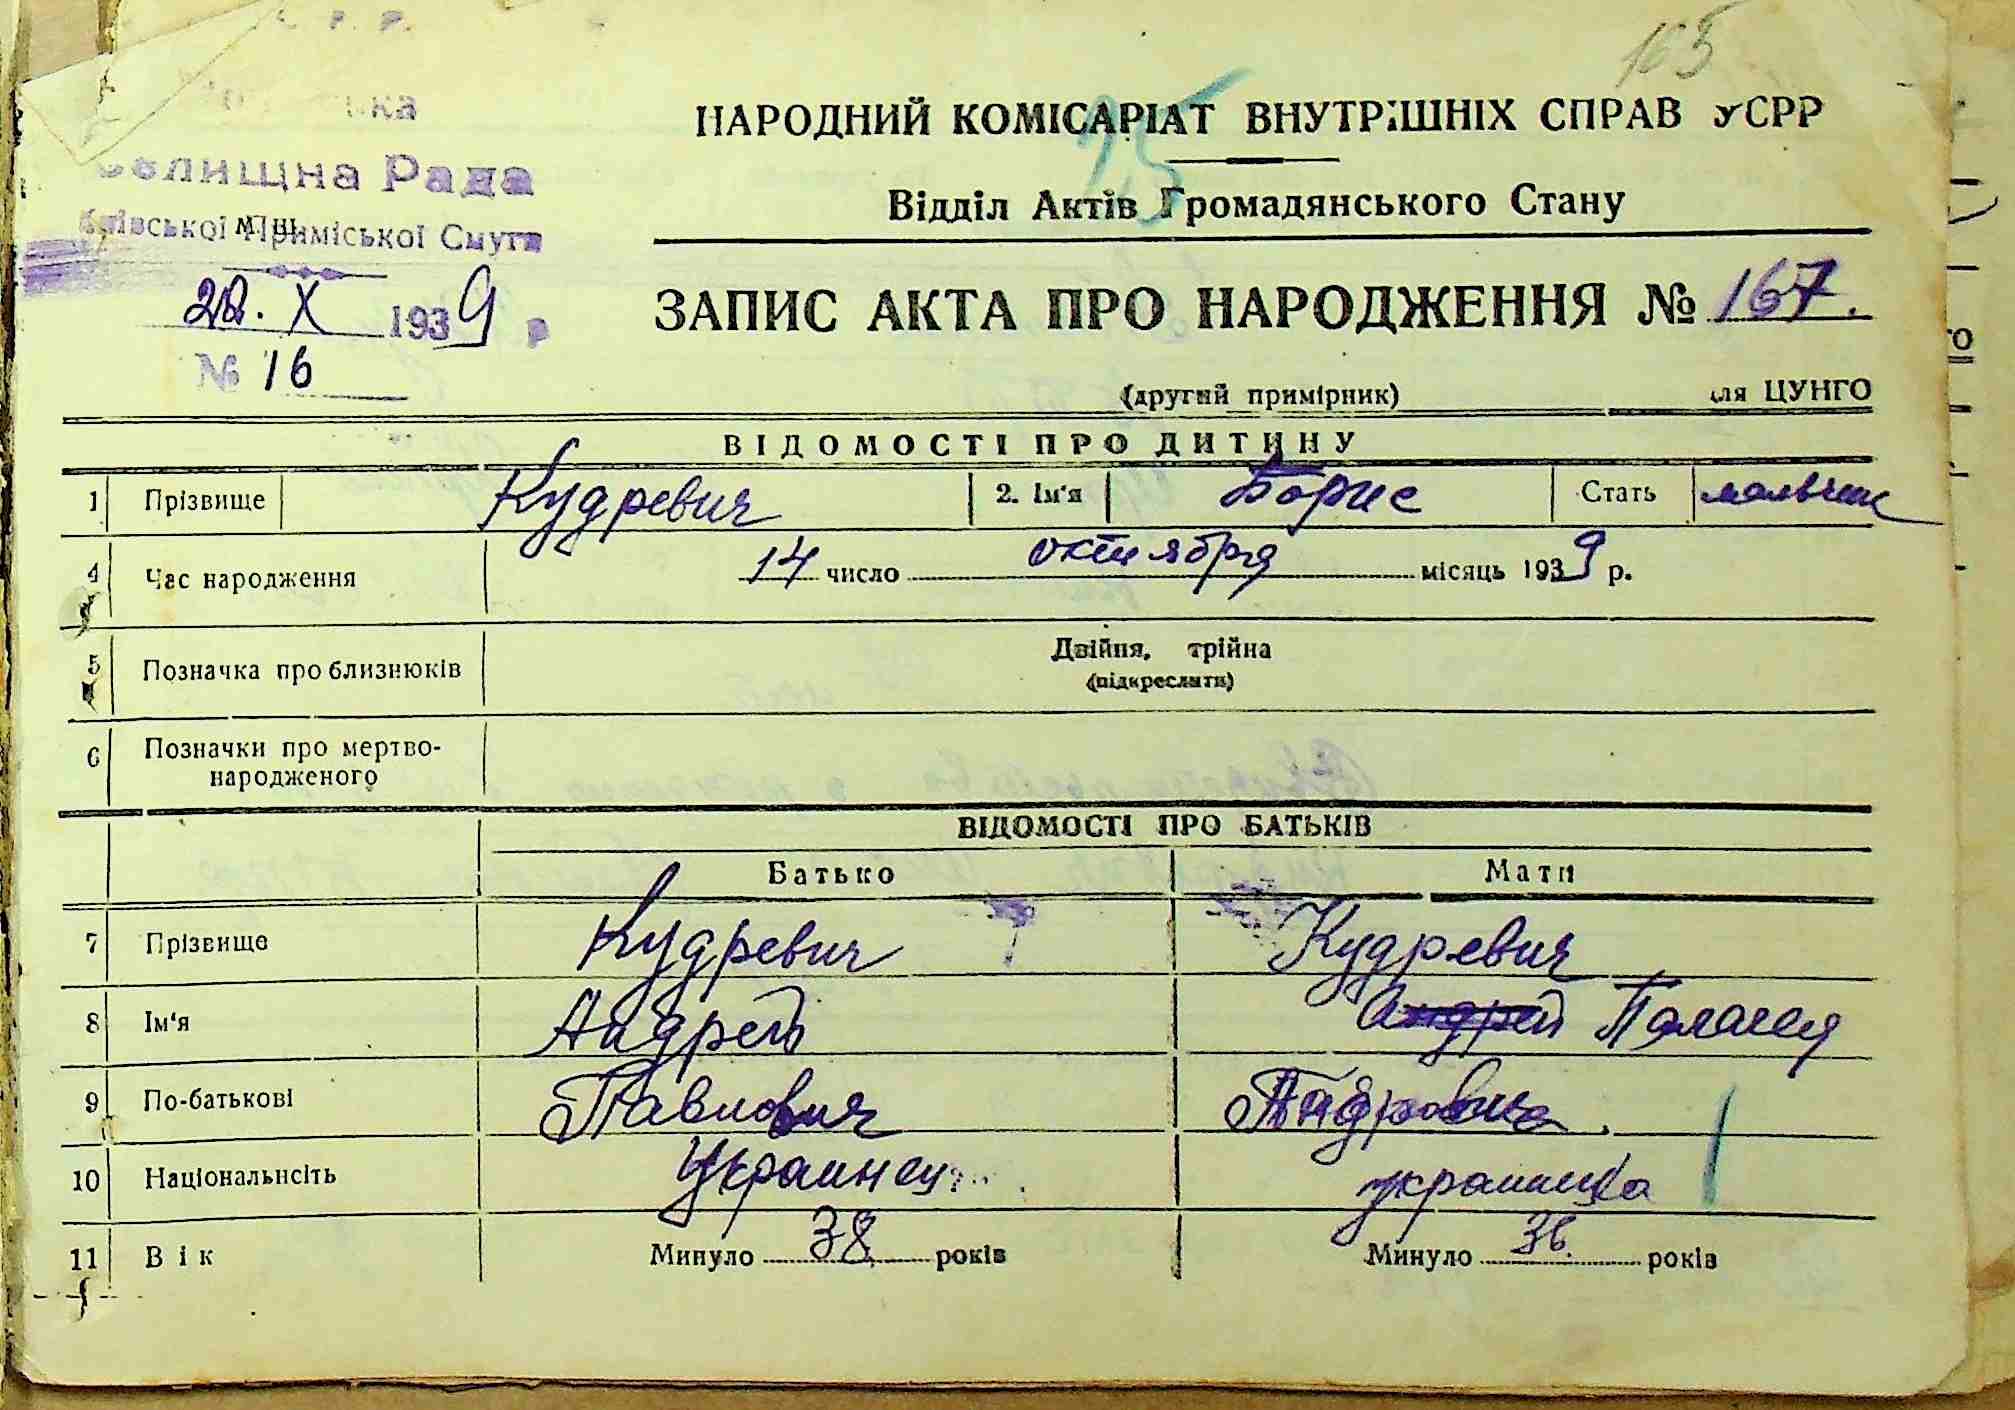 165
НАРОДНИЙ КОМІСАРІАТ ВНУТРІШНІХ СПРАВ УСРР
15
Відділ Актів Громадянського Стану
Селищна Рада
Київської Приміської Смуги
М. Ш.
X 1939 р
№ 16
ЗАПИС АКТА ПРО НАРОДЖЕННЯ № 167.
(другий примірник) для ЦУНГО
ВІДОМОСТІ ПРО ДИТИНУ
1 Прізвище Кудревич 2. Ім'я Борис Стать мальчик
4 Час народження 14 число октября місяць 1939 р.
5 Позначка про близнюків Двійня, трійна
(підкреслити)
6 Позначки про мертво-
народженого
ВІДОМОСТІ ПРО БАТЬКІВ
Батько Мати
7 Прізвище Кудревич Кудревич
8 Ім'я Андрей Андрей Палагея
9 По-батькові Павлович
10 Національнсіть Украинец украинка
11 Вік Минуло 38 років Минуло 36. років